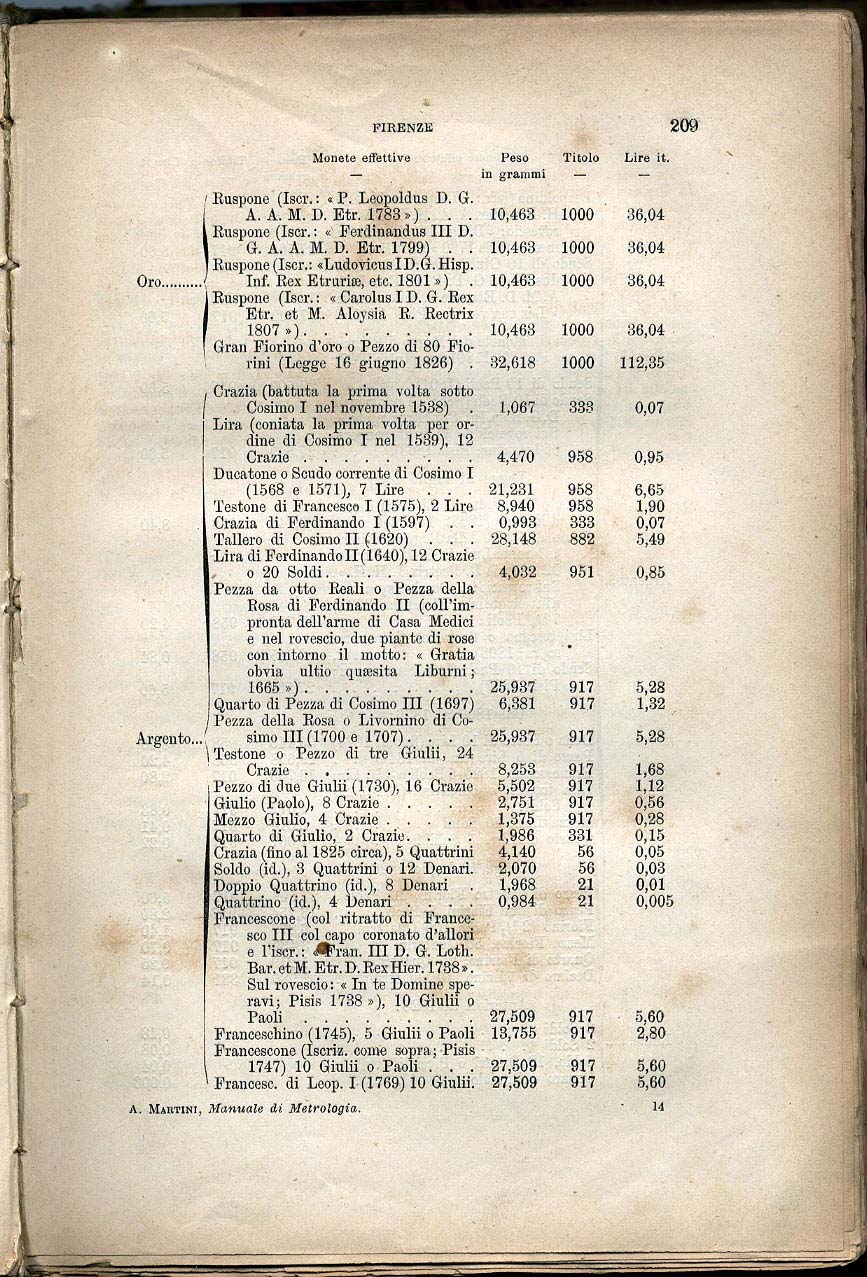 FIRENZE 209
Monete effettive Peso Titolo Lire it.
— in grammi — —
Ruspone (Iscr.: « P. Leopoldus D. G.
A. A. M. D. Etr. 1783 ») . . . 10,463 1000 36,04
Ruspone (Iscr.: « Ferdinandus III D.
G. A. A. M. D. Etr. 1799) . . 10,463 1000 36,04
Ruspone (Iscr.: «Ludovicus I D.G. Hisp.
Oro.......... Inf. Rex Etruriæ, etc. 1801 ») . 10,463 1000 36,04
Ruspone (Iscr.: « Carolus I D. G. Rex
Etr. et M. Aloysia R. Rectrix
1807 ») . . . . . . . . . 10,463 1000 36,04
Gran Fiorino d'oro o Pezzo di 80 Fio-
rini (Legge 16 giugno 1826) . 32,618 1000 112,35
Crazia (battuta la prima volta sotto
Cosimo I nel novembre 1538) . 1,067 333 0,07
Lira (coniata la prima volta per or-
dine di Cosimo I nel 1539), 12
Crazie . . . . . . . . . 4,470 958 0,95
Ducatone o Scudo corrente di Cosimo I
(1568 e 1571), 7 Lire . . . 21,231 958 6,65
Testone di Francesco I (1575), 2 Lire 8,940 958 1,90
Crazia di Ferdinando I (1597) . . 0,993 333 0,07
Tallero di Cosimo II (1620) . . . 28,148 882 5,49
Lira di Ferdinando II (1640), 12 Crazie
o 20 Soldi . . . . . . . . 4,032 951 0,85
Pezza da otto Reali o Pezza della
Rosa di Ferdinando II (coll'im-
pronta dell'arme di Casa Medici
e nel rovescio, due piante di rose
con intorno il motto: « Gratia
obvia ultio quæsita Liburni;
1665 ») . . . . . . . . . 25,937 917 5,28
Quarto di Pezza di Cosimo III (1697) 6,381 917 1,32
Pezza della Rosa o Livornino di Co-
Argento... simo III (1700 e 1707) . . . . 25,937 917 5,28
Testone o Pezzo di tre Giulii, 24
Crazie . . . . . . . . . 8,253 917 1,68
Pezzo di due Giulii (1730), 16 Crazie 5,502 917 1,12
Giulio (Paolo), 8 Crazie . . . . . 2,751 917 0,56
Mezzo Giulio, 4 Crazie . . . . . 1,375 917 0,28
Quarto di Giulio, 2 Crazie. . . . 1,986 331 0,15
Crazia (fino al 1825 circa), 5 Quattrini 4,140 56 0,05
Soldo (id.), 3 Quattrini o 12 Denari. 2,070 56 0,03
Doppio Quattrino (id.), 8 Denari . 1,968 21 0,01
Quattrino (id.), 4 Denari . . . . 0,984 21 0,005
Francescone (col ritratto di France-
sco III col capo coronato d'allori
e l'iscr.: « Fran. III D. G. Loth.
Bar. et M. Etr. D. Rex Hier. 1738 ».
Sul rovescio: « In te Domine spe-
ravi; Pisis 1738 »), 10 Giulii o
Paoli . . . . . . . . . 27,509 917 5,60
Franceschino (1745), 5 Giulii o Paoli 13,755 917 2,80
Francescone (Iscriz. come sopra; Pisis
1747) 10 Giulii o Paoli . . . 27,509 917 5,60
Francesc. di Leop. I (1769) 10 Giulii. 27,509 917 5,60
A. MARTINI, Manuale di Metrologia. 14